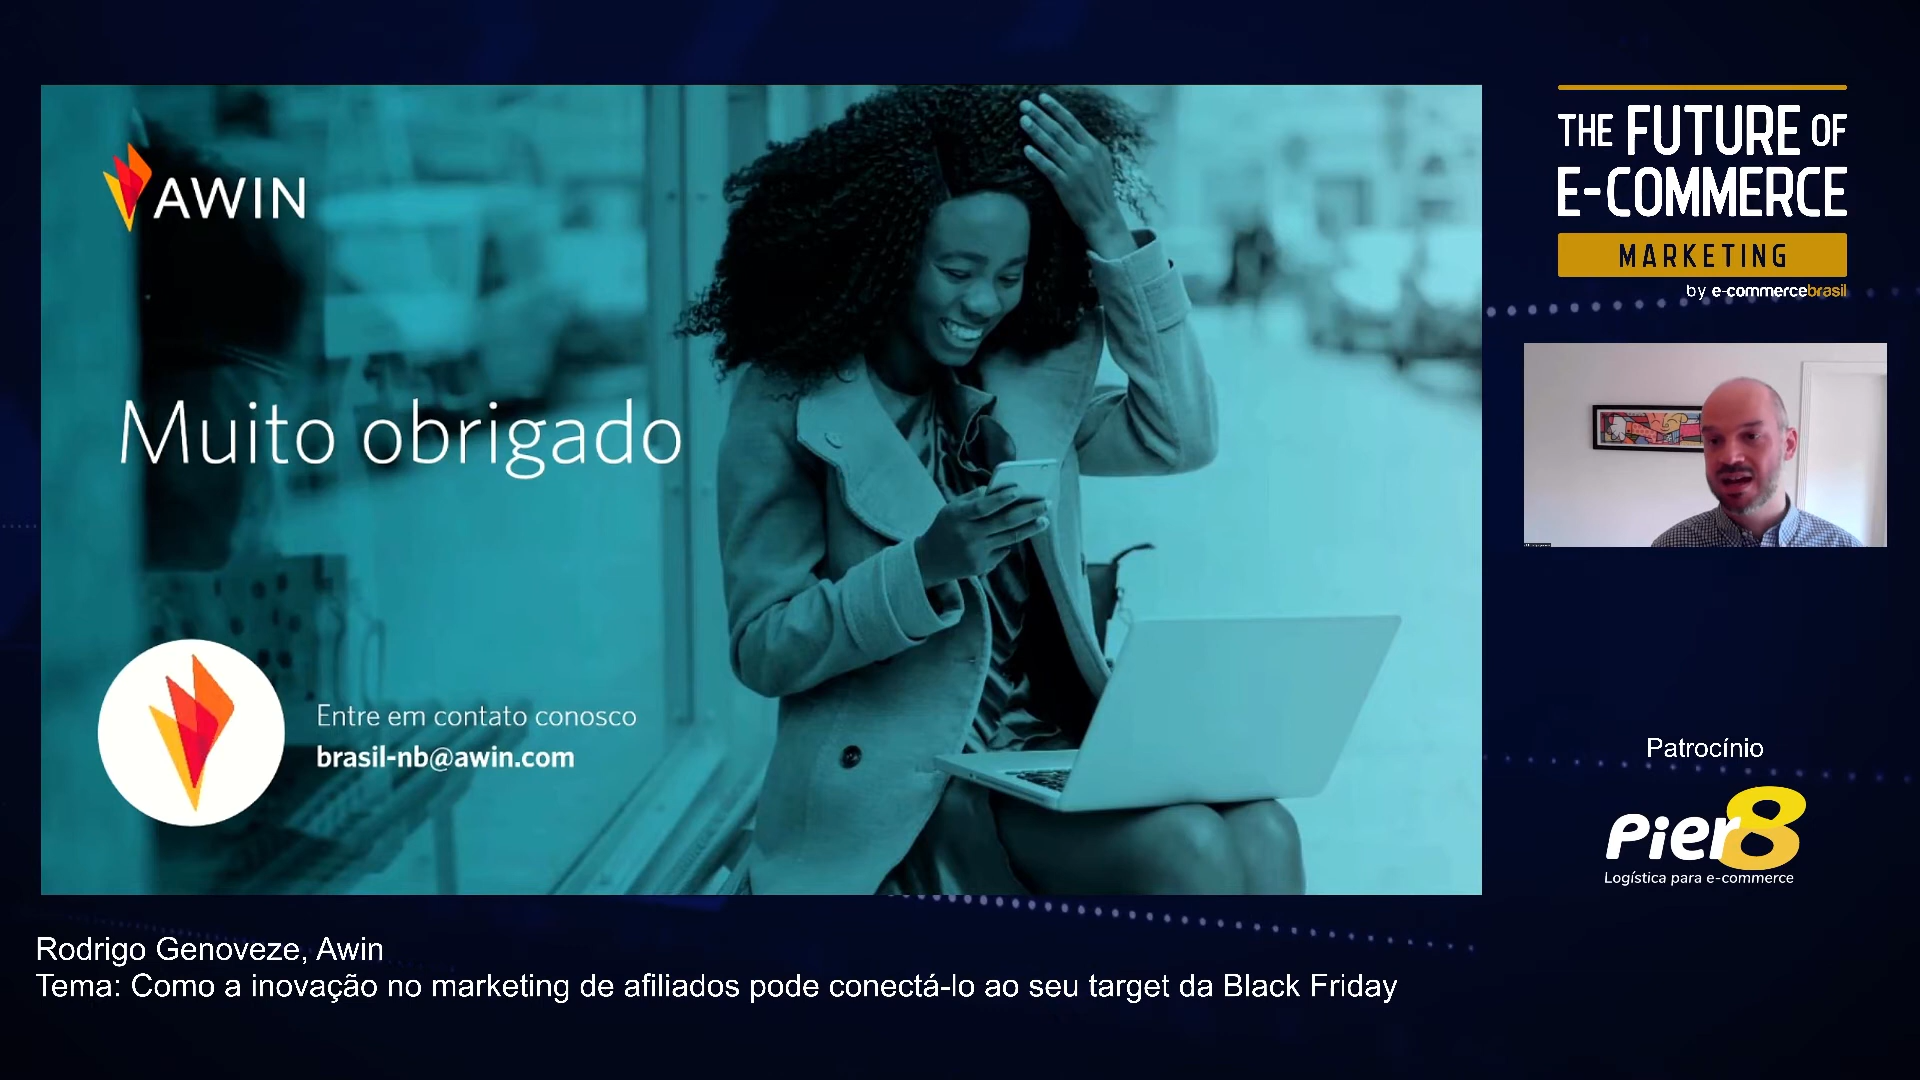 AWIN
Muito obrigado
Entre em contato conosco
brasil-nb@awin.com
THE FUTURE OF
E-COMMERCE
MARKETING
by e-commercebrasil
Patrocínio
Pier8
Logística para e-commerce
Rodrigo Genoveze, Awin
Tema: Como a inovação no marketing de afiliados pode conectá-lo ao seu target da Black Friday